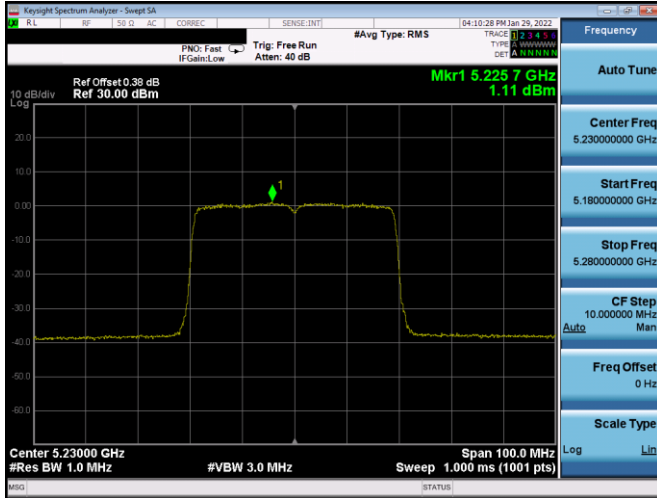 Keysight Spectrum Analyzer - Swept SA
RL RF 50 Ω AC CORREC SENSE:INT 04:10:28 PM Jan 29, 2022
#Avg Type: RMS TRACE 1 2 3 4 5 6
PNO: Fast Trig: Free Run TYPE A WWWWW
IFGain:Low Atten: 40 dB DET A N N N N N
Mkr1 5.225 7 GHz
1.11 dBm
Ref Offset 0.38 dB
10 dB/div Ref 30.00 dBm
Log
20.0
10.0
1
0.00
-10.0
-20.0
-30.0
-40.0
-50.0
-60.0
Center 5.23000 GHz Span 100.0 MHz
#Res BW 1.0 MHz #VBW 3.0 MHz Sweep 1.000 ms (1001 pts)
MSG STATUS
Frequency
Auto Tune
Center Freq
5.230000000 GHz
Start Freq
5.180000000 GHz
Stop Freq
5.280000000 GHz
CF Step
10.000000 MHz
Auto Man
Freq Offset
0 Hz
Scale Type
Log Lin